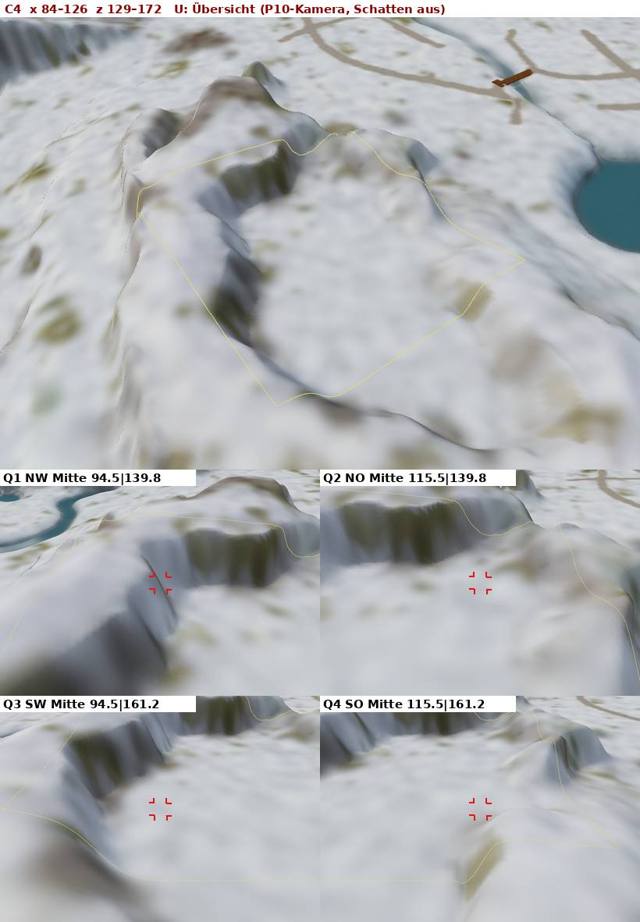 C4  x 84–126  z 129–172   U: Übersicht (P10-Kamera, Schatten aus)
Q1 NW Mitte 94.5|139.8
Q2 NO Mitte 115.5|139.8
Q3 SW Mitte 94.5|161.2
Q4 SO Mitte 115.5|161.2